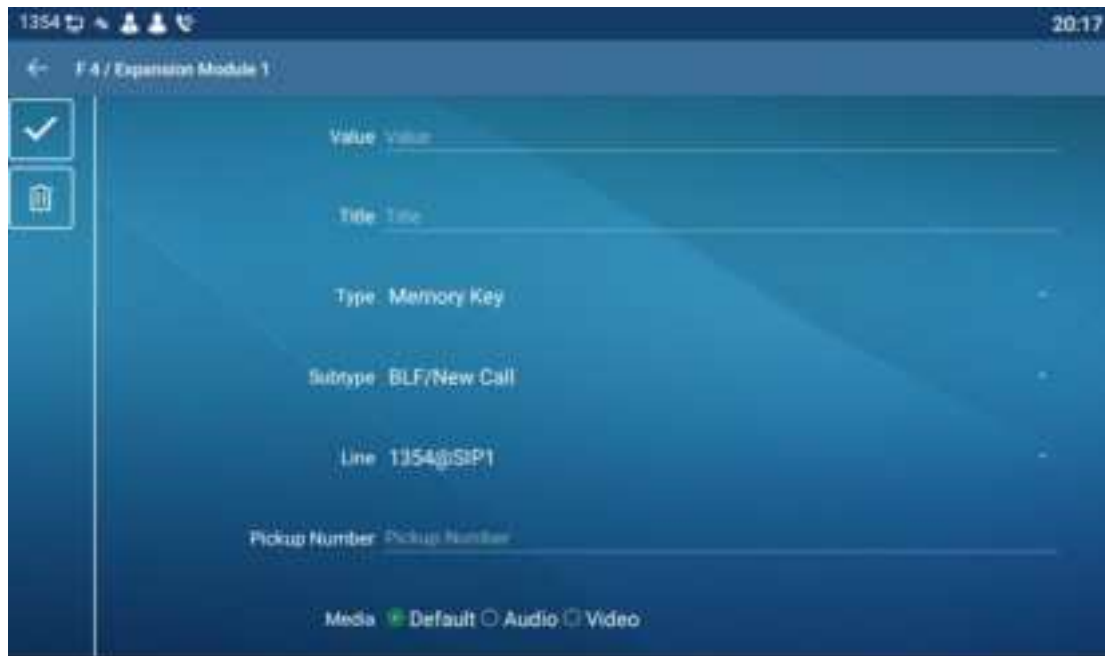 1354 20:17
F 4 / Expansion Module 1
Value Value
Title Title
Type Memory Key
Subtype BLF/New Call
Line 1354@SIP1
Pickup Number Pickup Number
Media Default Audio Video